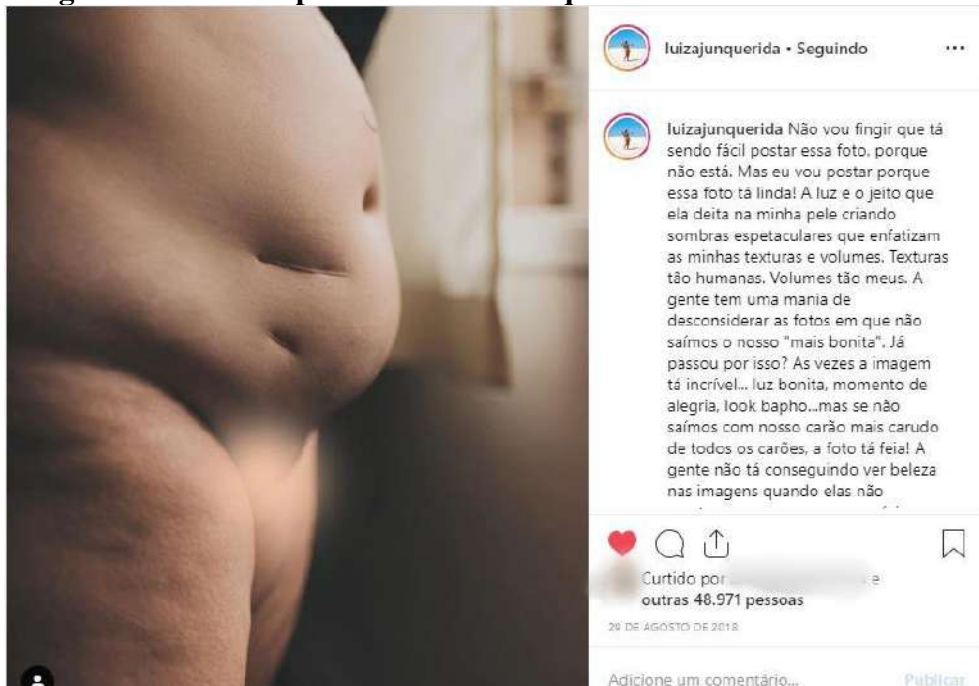 luizajunquerida • Seguindo
luizajunquerida Não vou fingir que tá
sendo fácil postar essa foto, porque
não está. Mas eu vou postar porque
essa foto tá linda! A luz e o jeito que
ela deita na minha pele criando
sombras espetaculares que enfatizam
as minhas texturas e volumes. Texturas
tão humanas. Volumes tão meus. A
gente tem uma mania de
desconsiderar as fotos em que não
saímos o nosso "mais bonita". Já
passou por isso? As vezes a imagem
tá incrível... luz bonita, momento de
alegria, look bapho...mas se não
saímos com nosso carão mais carudo
de todos os carões, a foto tá feia! A
gente não tá conseguindo ver beleza
nas imagens quando elas não
Curtido por e
outras 48.971 pessoas
29 DE AGOSTO DE 2018
Adicione um comentário... Publicar